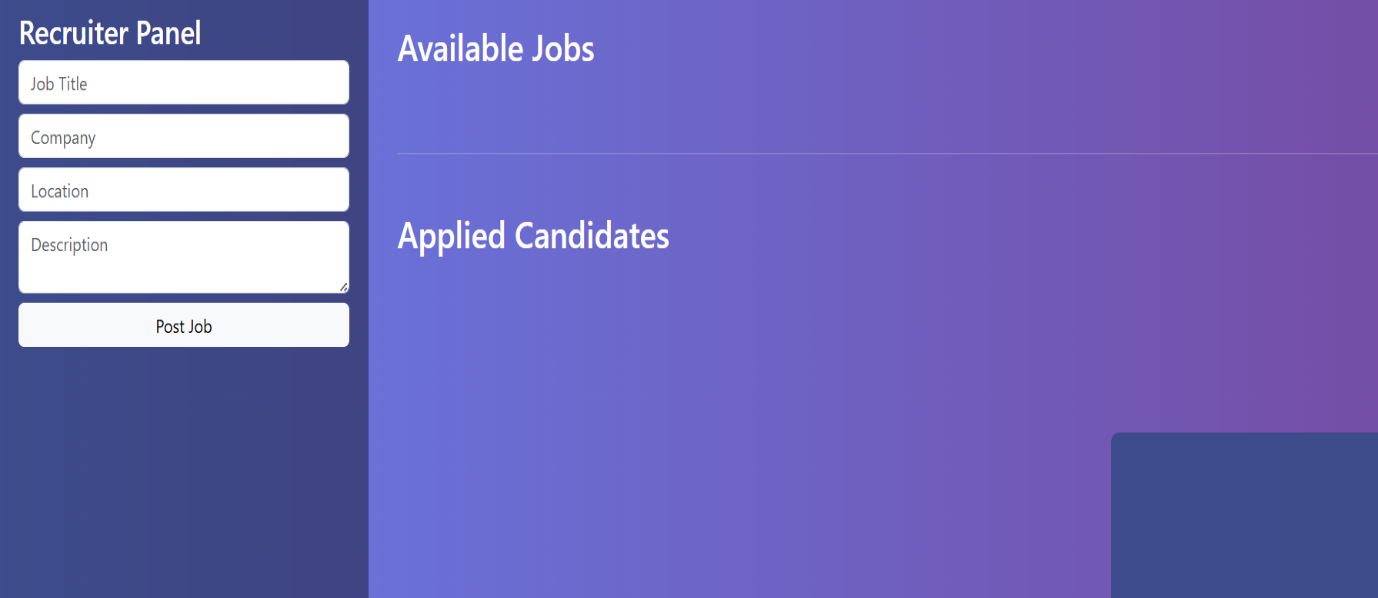 Recruiter Panel
Job Title
Company
Location
Description
Post Job
Available Jobs
Applied Candidates